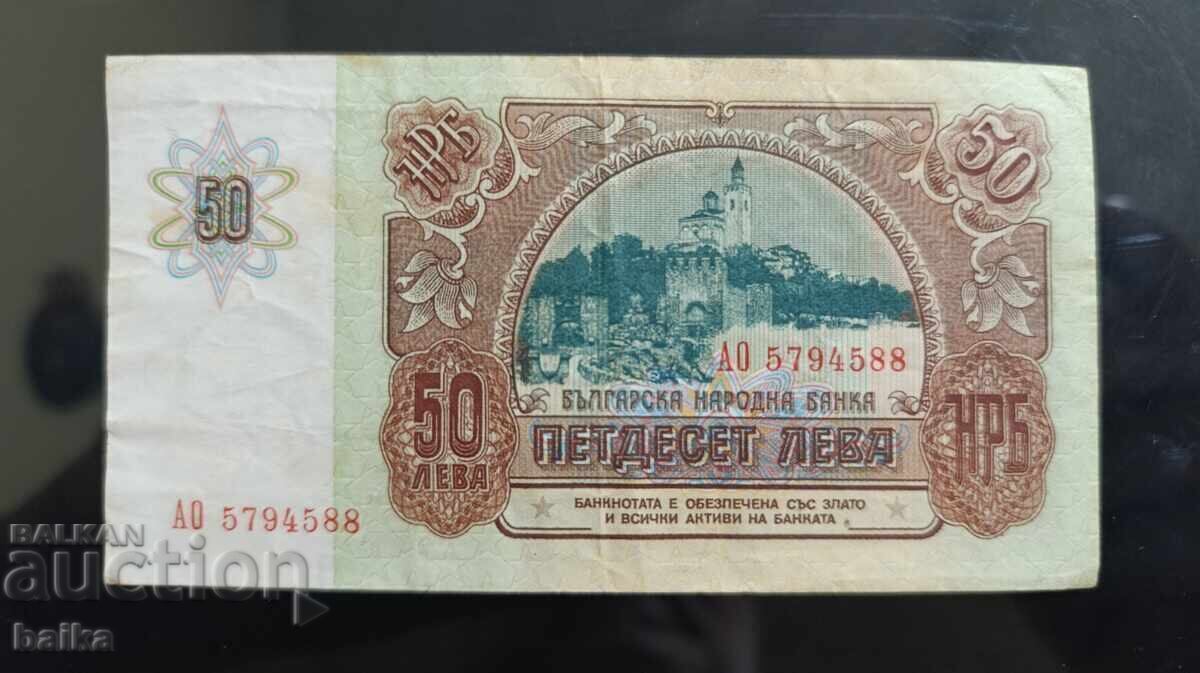 НРБ
50
50
АО 5794588
БЪЛГАРСКА НАРОДНА БАНКА
50 ЛЕВА
ПЕТДЕСЕТ ЛЕВА
НРБ
БАНКНОТАТА Е ОБЕЗПЕЧЕНА СЪС ЗЛАТО
И ВСИЧКИ АКТИВИ НА БАНКАТА
АО 5794588
BALKAN
auction
baika